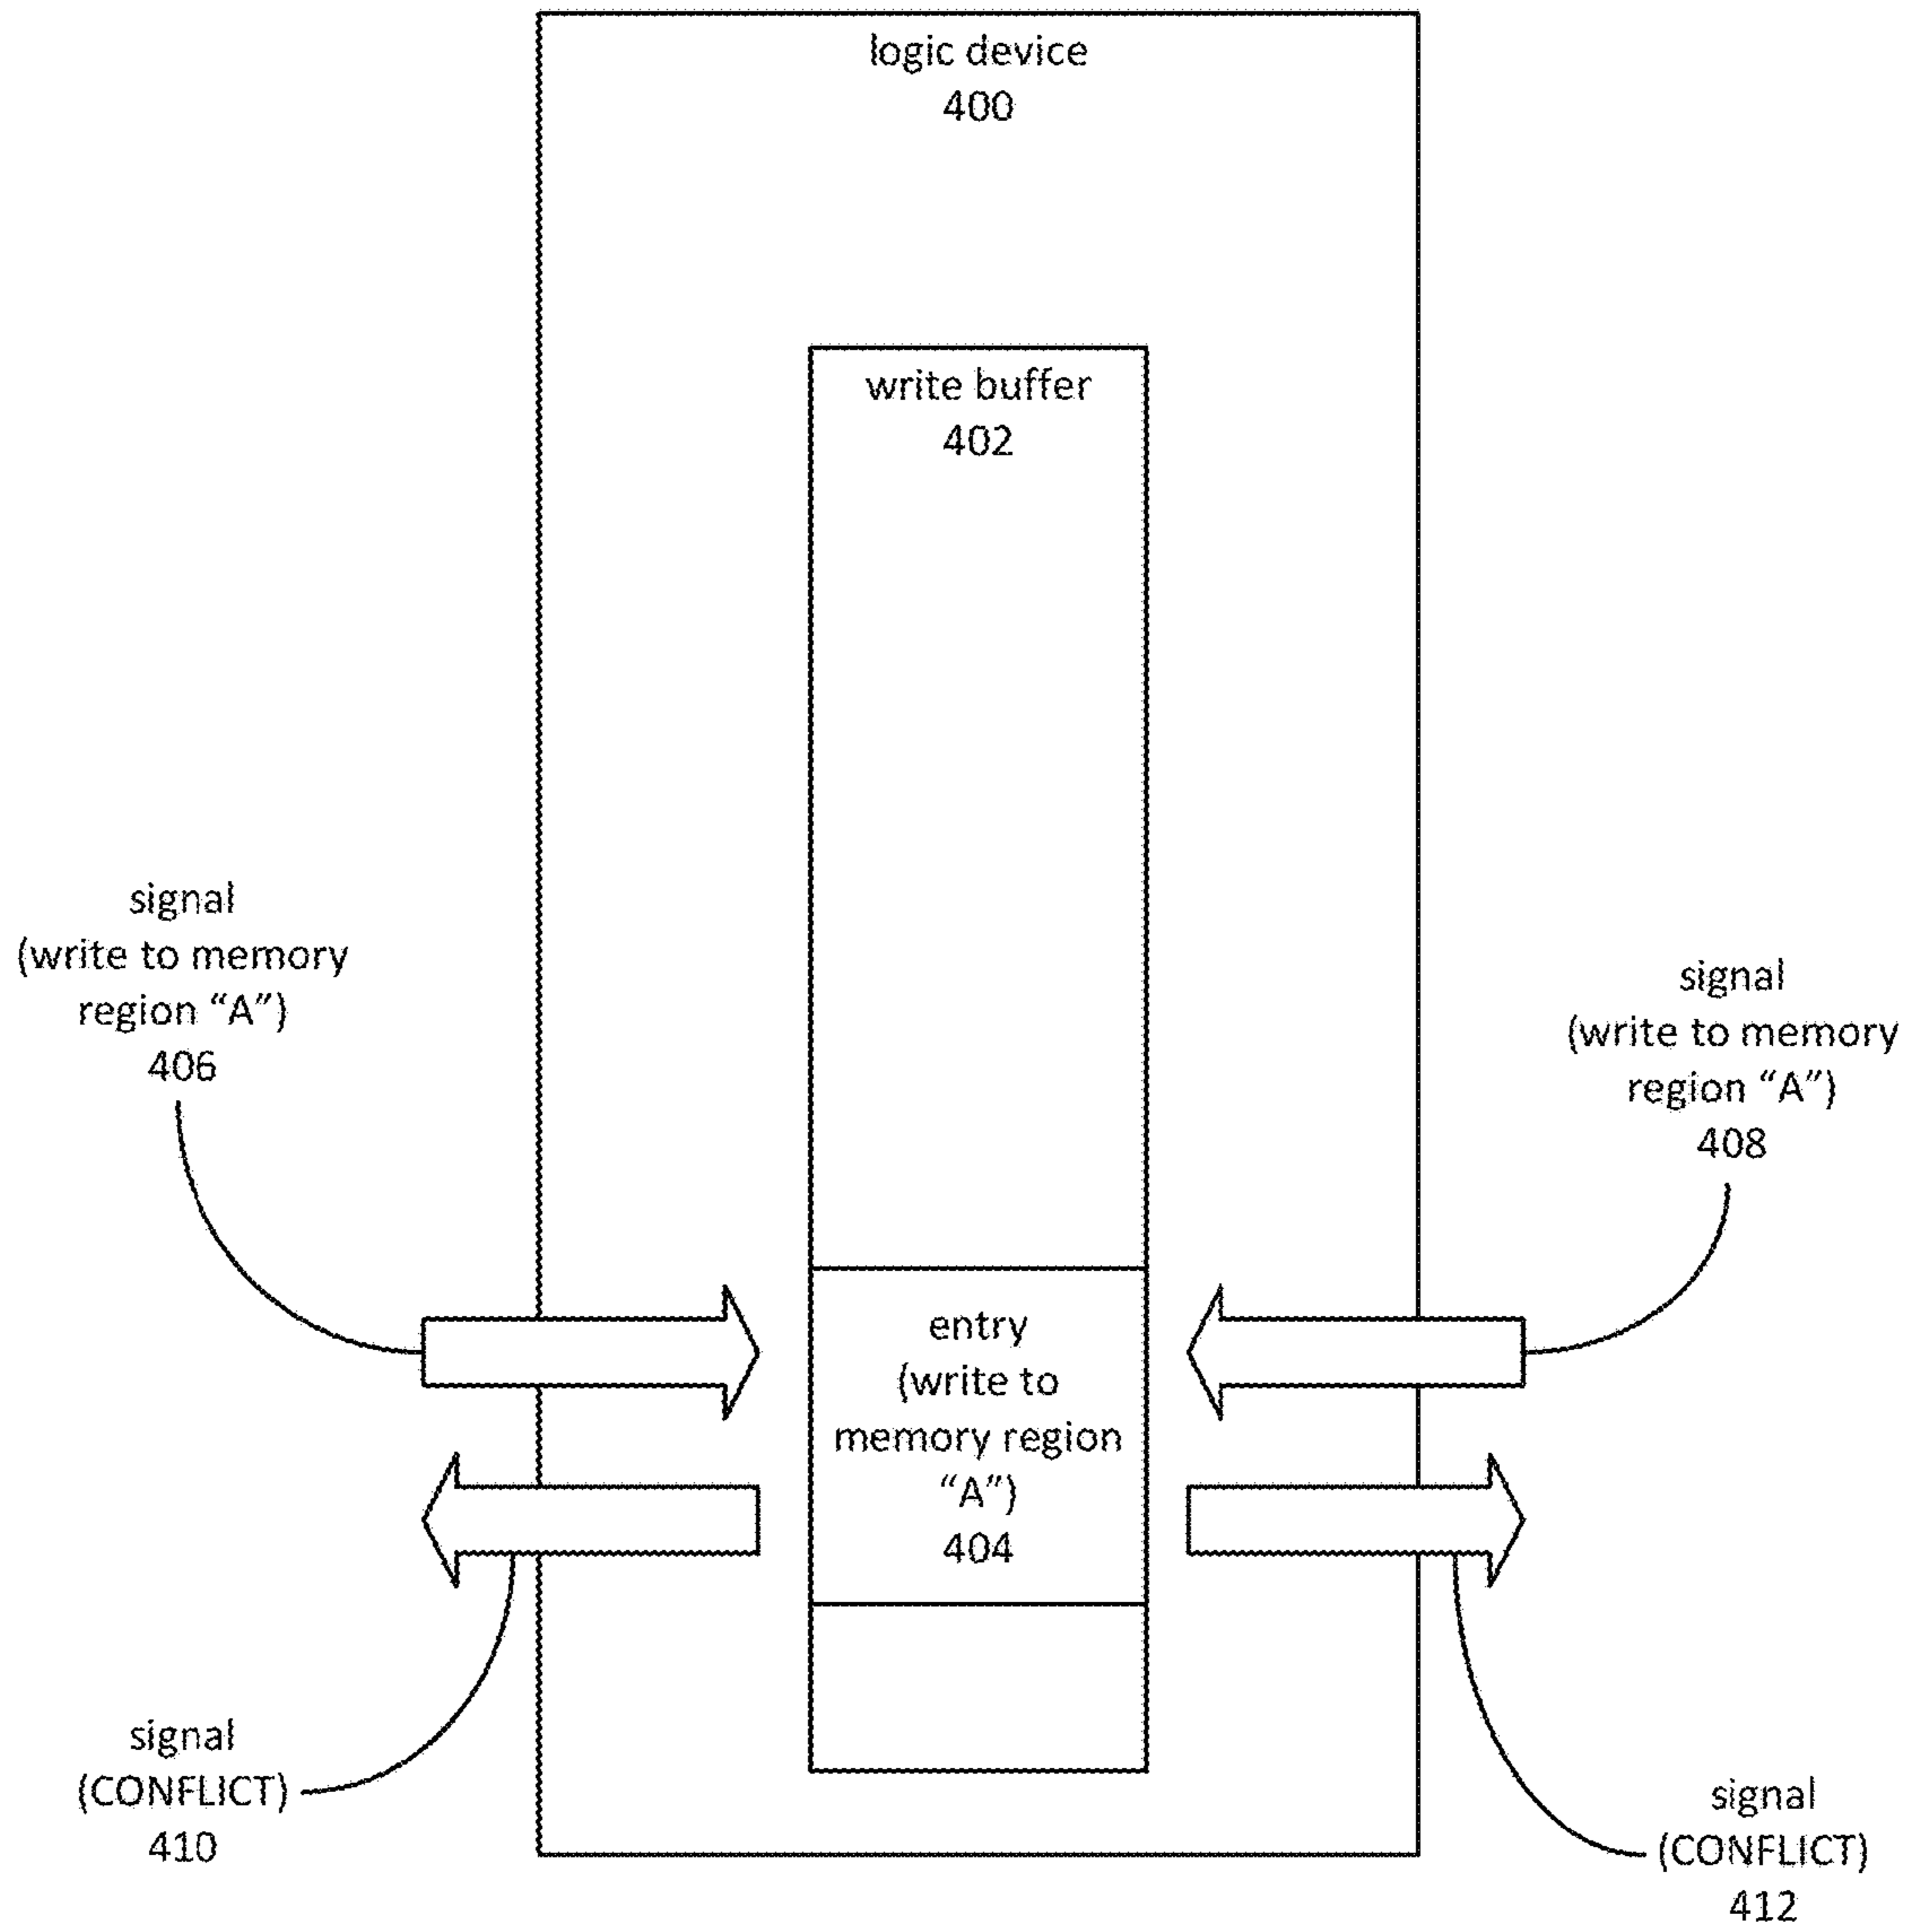 logic device
400
write buffer
402
signal
(write to memory
region “A”)
406
signal
(write to memory
region “A”)
408
entry
(write to
memory region
“A”)
404
signal
(CONFLICT)
410
signal
(CONFLICT)
412